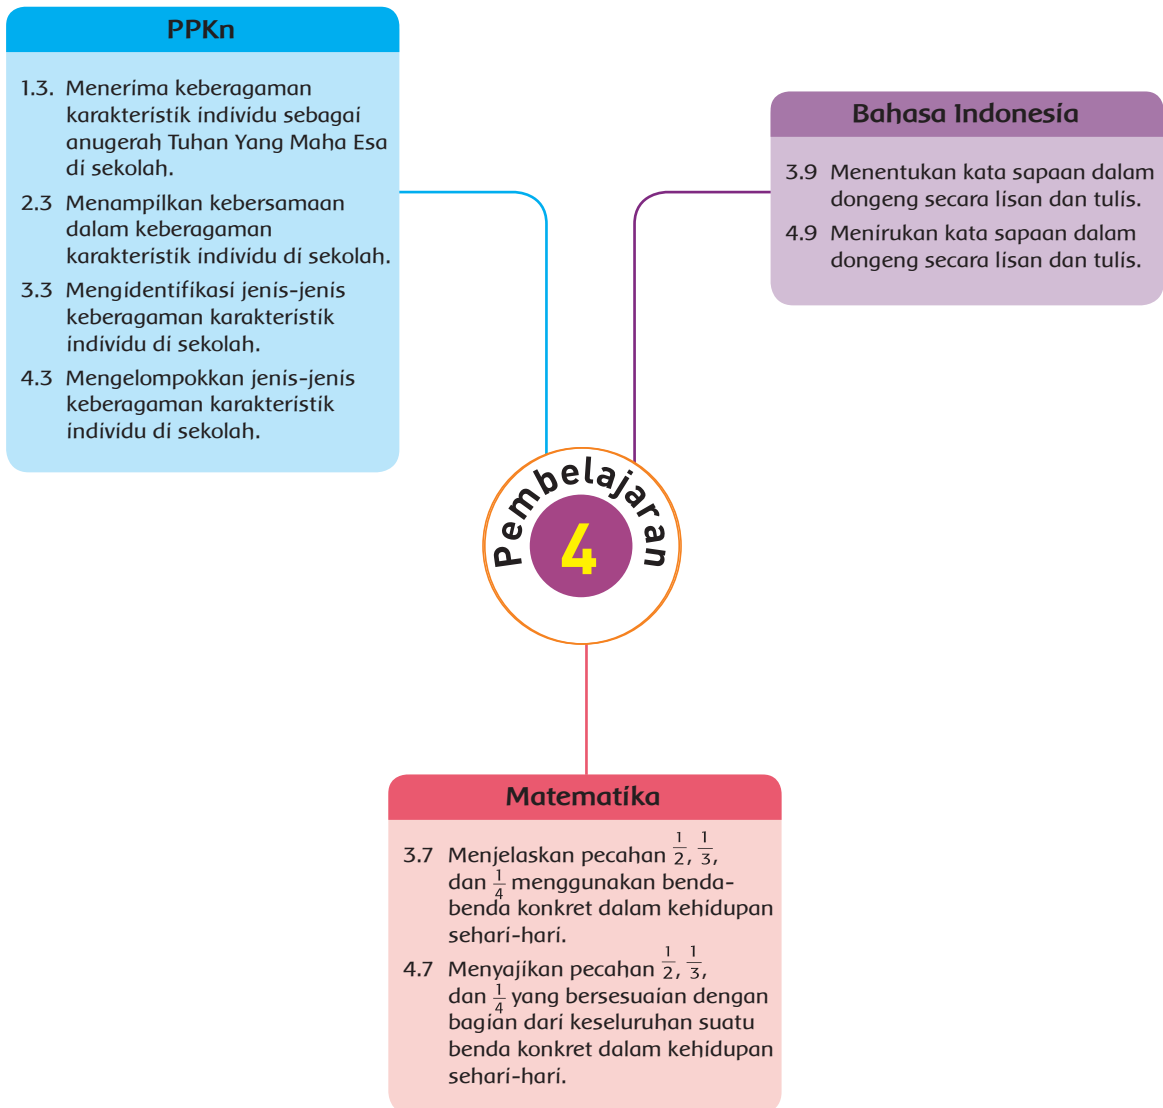 PPKn
1.3. Menerima keberagaman
karakteristik individu sebagai
anugerah Tuhan Yang Maha Esa
di sekolah.
2.3 Menampilkan kebersamaan
dalam keberagaman
karakteristik individu di sekolah.
3.3 Mengidentifikasi jenis-jenis
keberagaman karakteristik
individu di sekolah.
4.3 Mengelompokkan jenis-jenis
keberagaman karakteristik
individu di sekolah.
Bahasa Indonesia
3.9 Menentukan kata sapaan dalam
dongeng secara lisan dan tulis.
4.9 Menirukan kata sapaan dalam
dongeng secara lisan dan tulis.
Pembelajaran
4
Matematika
3.7 Menjelaskan pecahan 1/2, 1/3,
dan 1/4 menggunakan benda-
benda konkret dalam kehidupan
sehari-hari.
4.7 Menyajikan pecahan 1/2, 1/3,
dan 1/4 yang bersesuaian dengan
bagian dari keseluruhan suatu
benda konkret dalam kehidupan
sehari-hari.